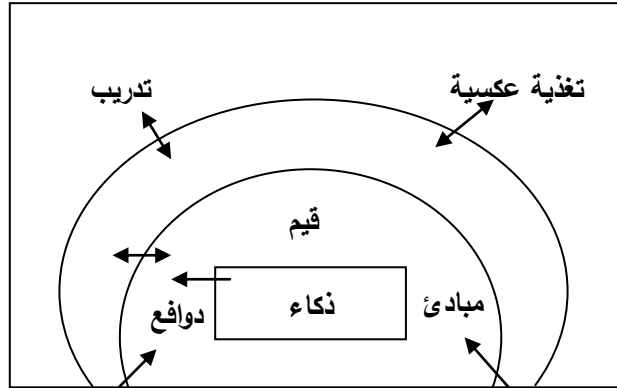 تغذية عكسية
تدريب
قيم
مبادئ
ذكاء
دوافع